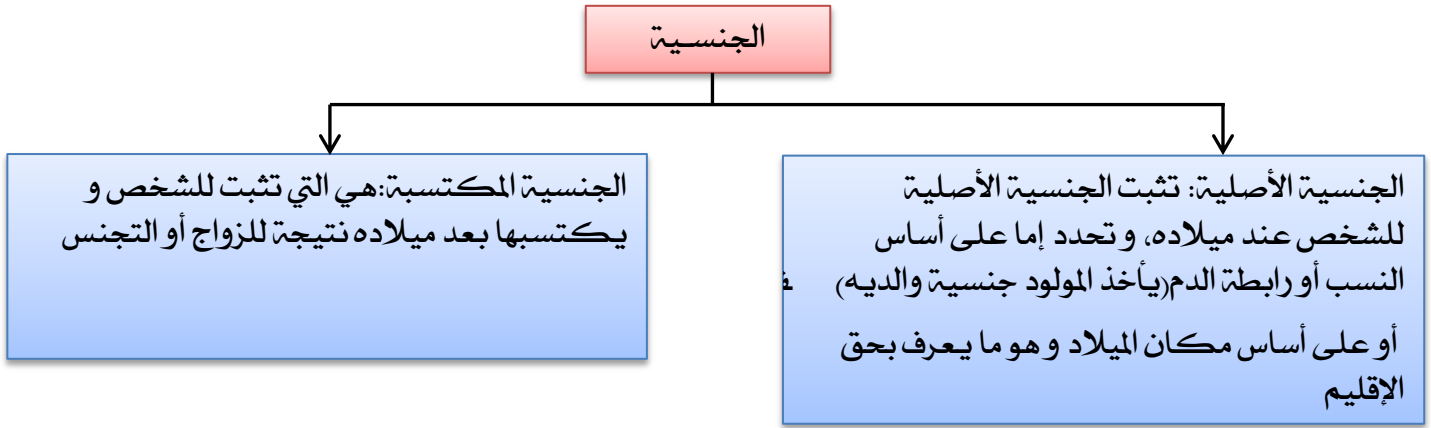 الجنسية
الجنسية الأصلية: تثبت الجنسية الأصلية
للشخص عند ميلاده، و تحدد إما على أساس
النسب أو رابطة الدم(يأخذ المولود جنسية والديه)
أو على أساس مكان الميلاد و هو ما يعرف بحق
الإقليم
الجنسية المكتسبة:هي التي تثبت للشخص و
يكتسبها بعد ميلاده نتيجة للزواج أو التجنس